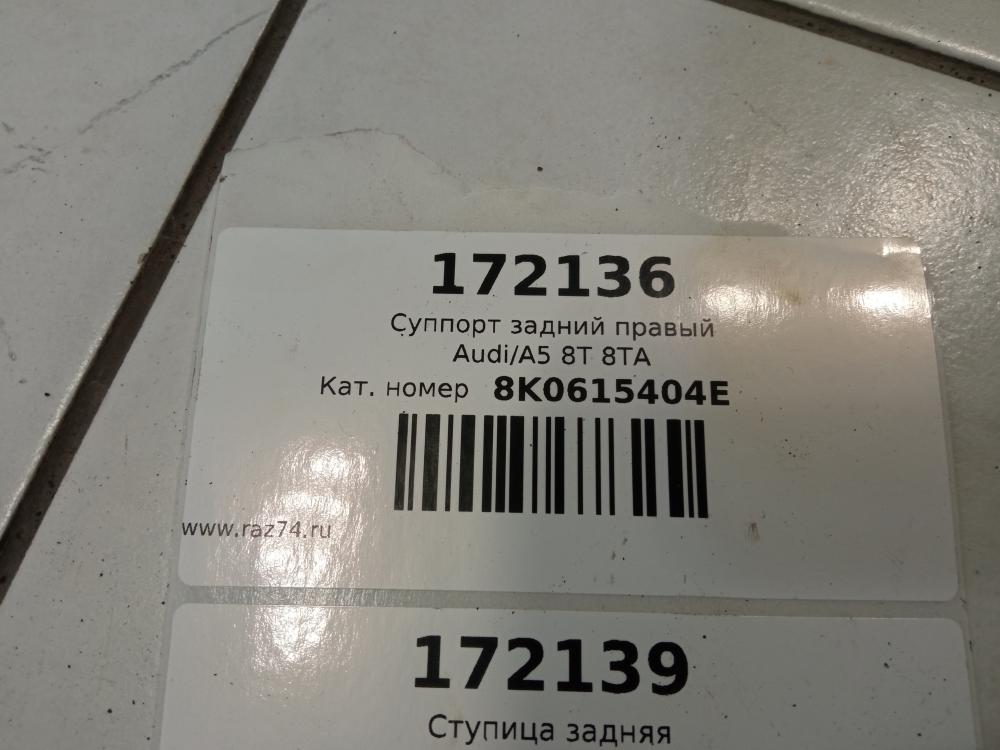 172136
Суппорт задний правый
Audi/A5 8T 8TA
Кат. номер 8K0615404E
www.raz74.ru
172139
Ступица задняя